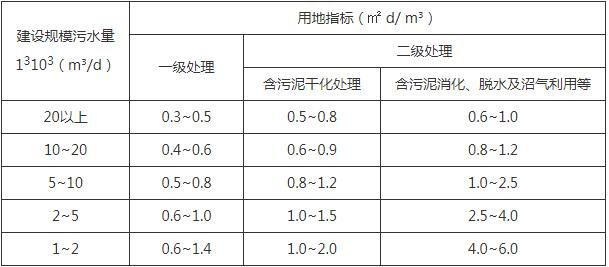 建设规模污水量
1³10³（m³/d）
用地指标（㎡ d/ m³）
一级处理
二级处理
含污泥干化处理
含污泥消化、脱水及沼气利用等
20以上 0.3~0.5 0.5~0.8 0.6~1.0
10~20 0.4~0.6 0.6~0.9 0.8~1.2
5~10 0.5~0.8 0.8~1.2 1.0~2.5
2~5 0.6~1.0 1.0~1.5 2.5~4.0
1~2 0.6~1.4 1.0~2.0 4.0~6.0